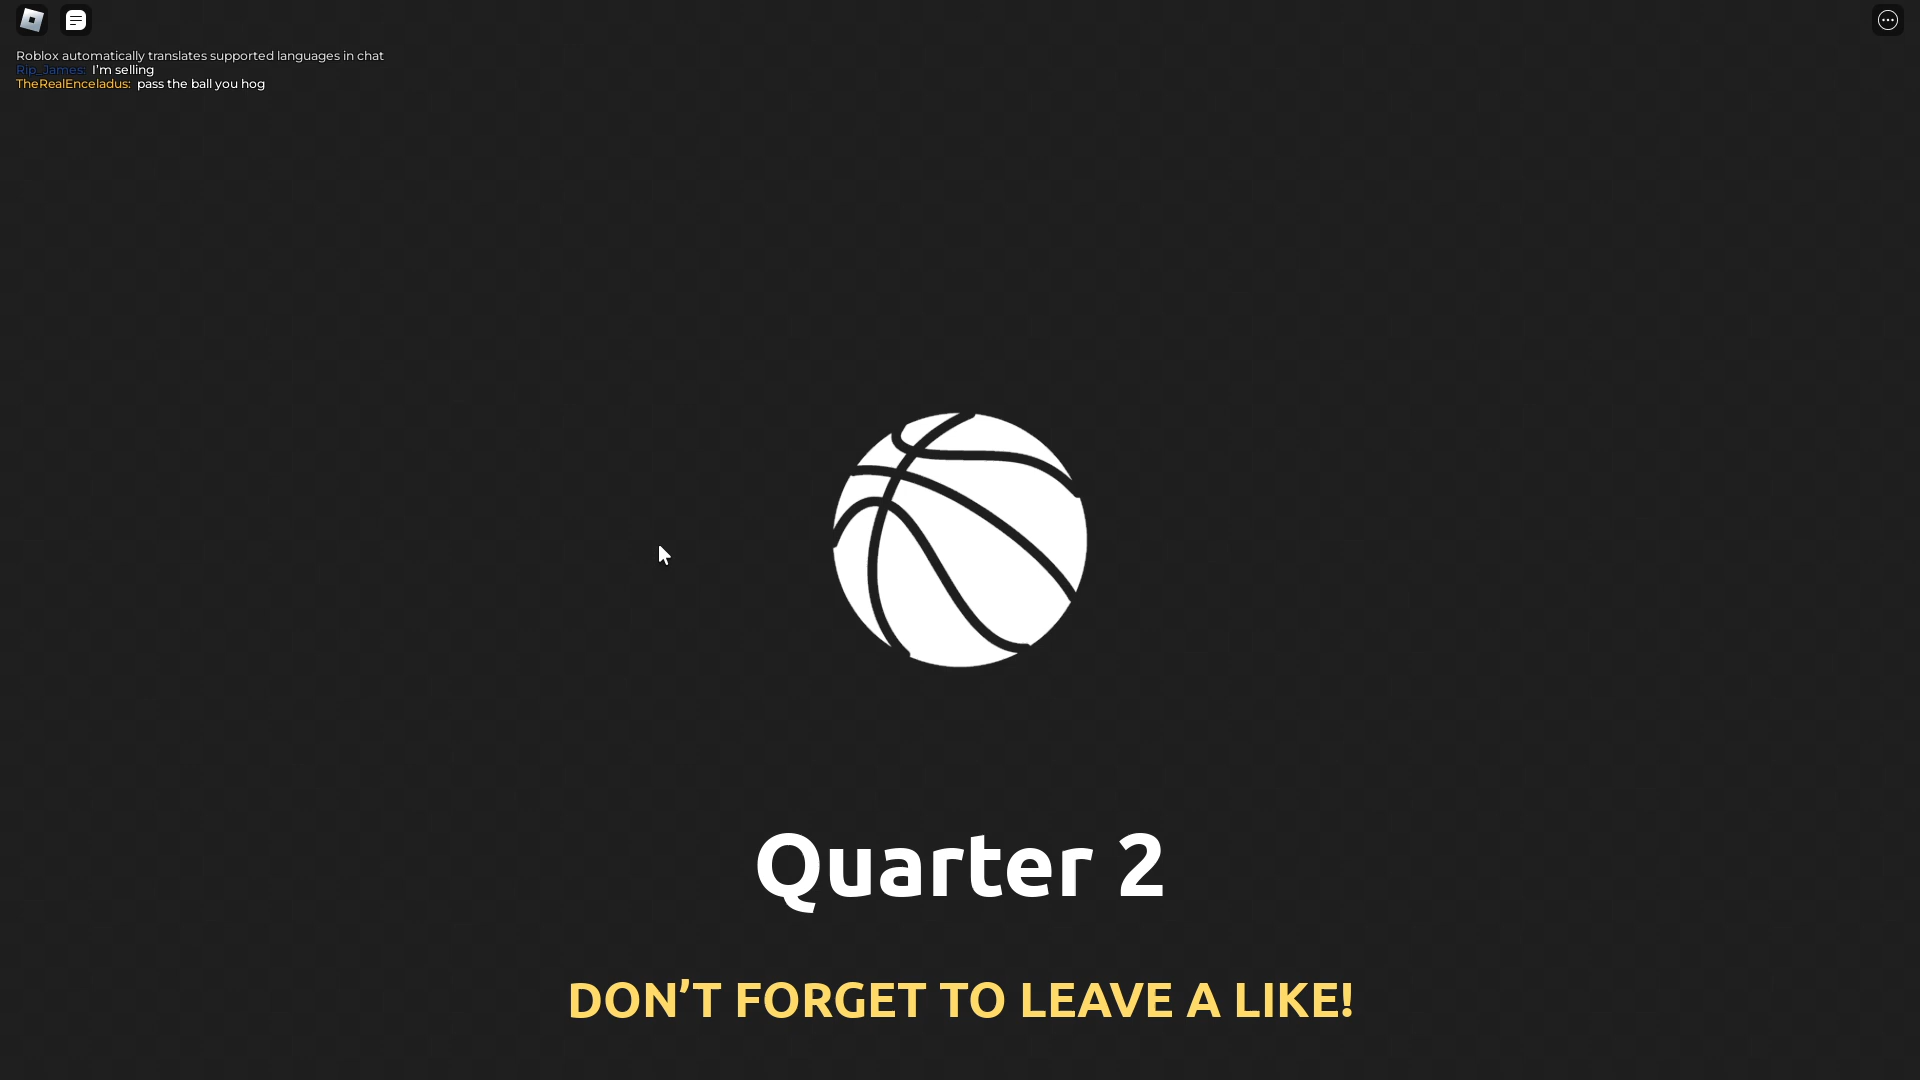 Roblox automatically translates supported languages in chat
Rip_James: I'm selling
TheRealEnceladus: pass the ball you hog
Quarter 2
DON'T FORGET TO LEAVE A LIKE!